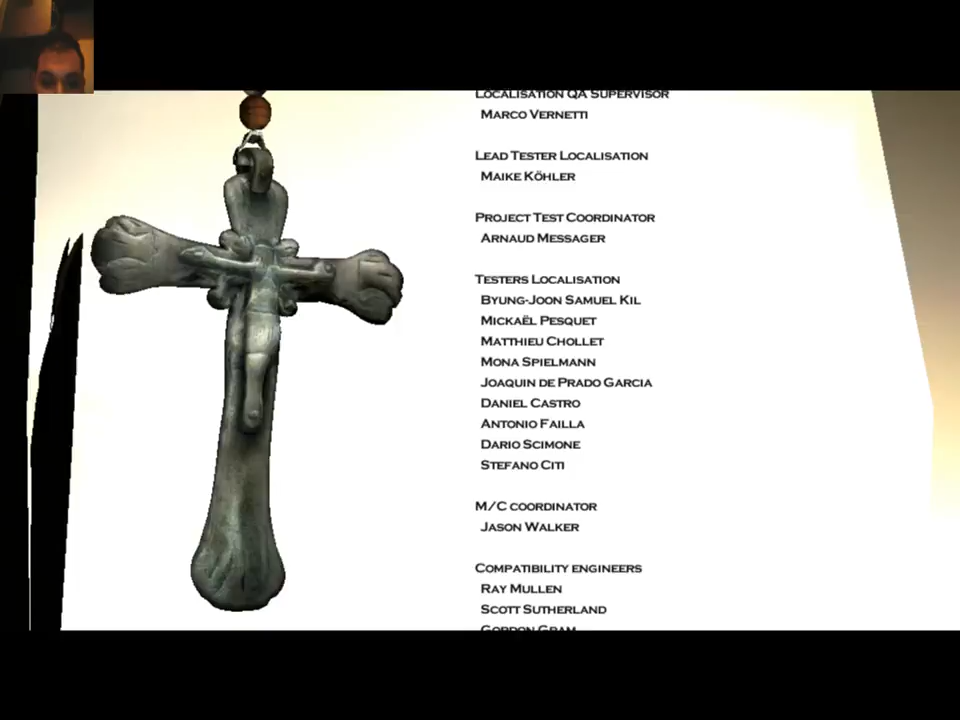 LOCALISATION QA SUPERVISOR
MARCO VERNETTI
LEAD TESTER LOCALISATION
MAIKE KÖHLER
PROJECT TEST COORDINATOR
ARNAUD MESSAGER
TESTERS LOCALISATION
BYUNG-JOON SAMUEL KIL
MICKAËL PESQUET
MATTHIEU CHOLLET
MONA SPIELMANN
JOAQUIN DE PRADO GARCIA
DANIEL CASTRO
ANTONIO FAILLA
DARIO SCIMONE
STEFANO CITI
M/C COORDINATOR
JASON WALKER
COMPATIBILITY ENGINEERS
RAY MULLEN
SCOTT SUTHERLAND
GORDON GRAM